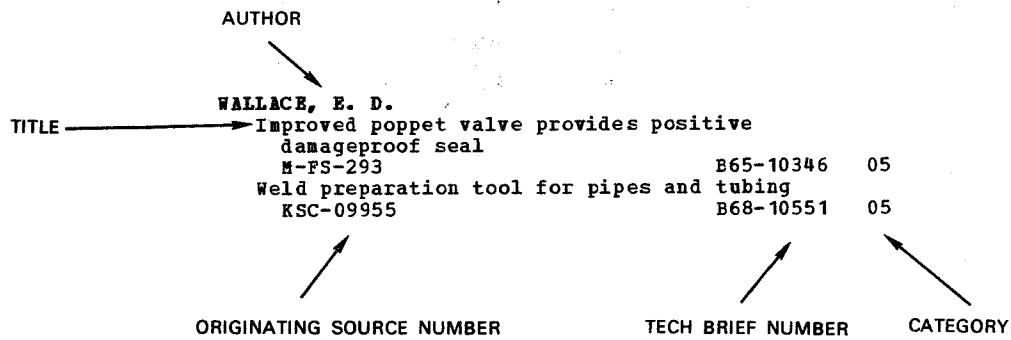 AUTHOR
WALLACE, E. D.
TITLE
Improved poppet valve provides positive
damageproof seal
M-FS-293 B65-10346 05
Weld preparation tool for pipes and tubing
KSC-09955 B68-10551 05
ORIGINATING SOURCE NUMBER TECH BRIEF NUMBER CATEGORY